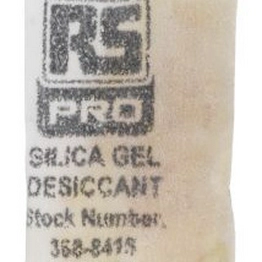 RS
PRO
SILICA GEL
DESICCANT
Stock Number.
358-8415